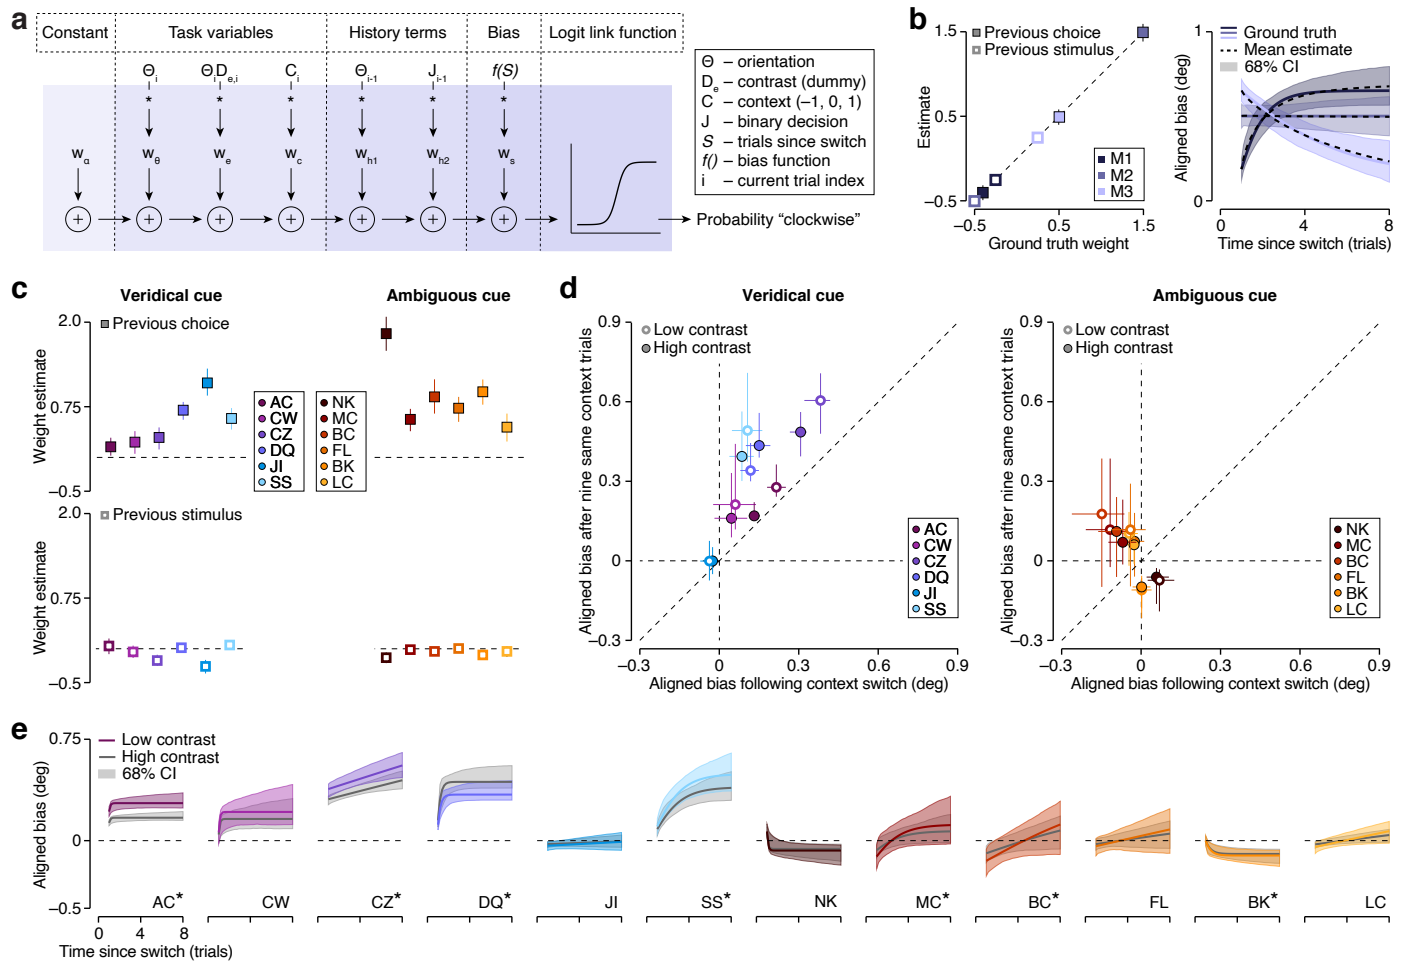 a
Constant
Task variables
History terms
Bias
Logit link function
Θi
ΘiDe,i
Ci
Θi-1
Ji-1
f(S)
* * * * * *
wα
wθ
we
wc
wh1
wh2
ws
+ + + + + + +
Probability “clockwise”
Θ – orientation
De – contrast (dummy)
C – context (−1, 0, 1)
J – binary decision
S – trials since switch
f() – bias function
i – current trial index
b
1.5
0.5
−0.5
Estimate
Previous choice
Previous stimulus
M1
M2
M3
−0.5 0.5 1.5
Ground truth weight
1
0
Aligned bias (deg)
Ground truth
Mean estimate
68% CI
0 4 8
Time since switch (trials)
c
Veridical cue
Ambiguous cue
2.0
0.75
−0.5
Weight estimate
Previous choice
AC
CW
CZ
DQ
JI
SS
NK
MC
BC
FL
BK
LC
2.0
0.75
−0.5
Weight estimate
Previous stimulus
d
Veridical cue
0.9
0.6
0.3
0
−0.3
Aligned bias after nine same context trials
Low contrast
High contrast
AC
CW
CZ
DQ
JI
SS
−0.3 0 0.3 0.6 0.9
Aligned bias following context switch (deg)
Ambiguous cue
0.9
0.6
0.3
0
−0.3
Aligned bias after nine same context trials
Low contrast
High contrast
NK
MC
BC
FL
BK
LC
−0.3 0 0.3 0.6 0.9
Aligned bias following context switch (deg)
e
0.75
0
−0.5
Aligned bias (deg)
Low contrast
High contrast
68% CI
AC* CW CZ* DQ* JI SS* NK MC* BC* FL BK* LC
0 4 8
Time since switch (trials)